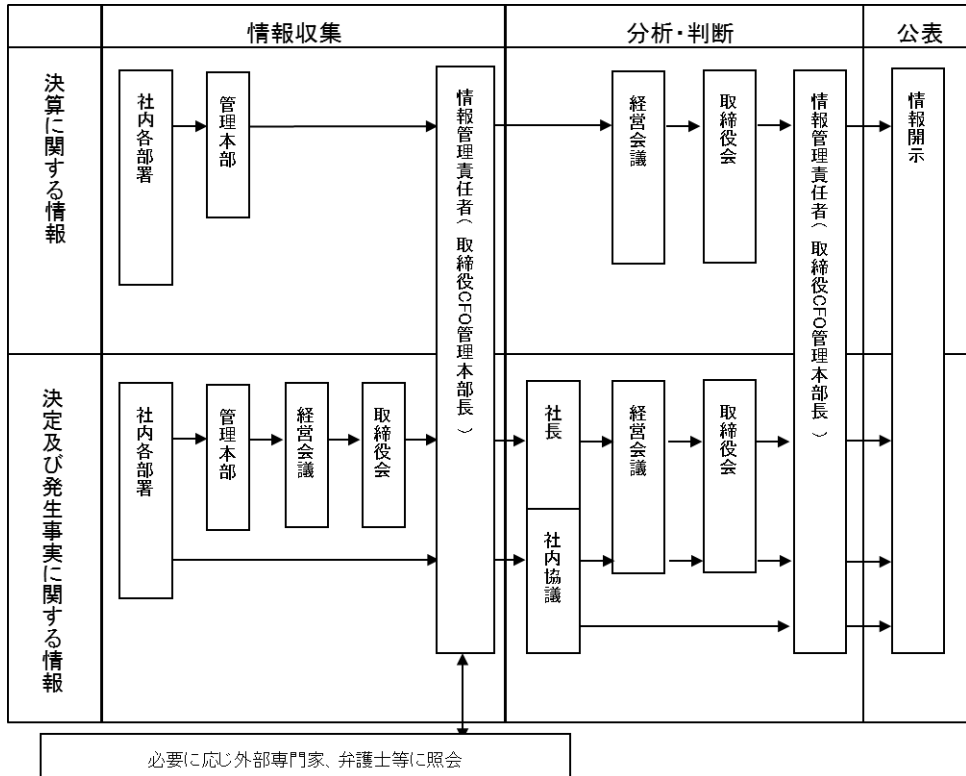 情報収集
分析・判断
公表
決算に関する情報
社内各部署
管理本部
情報管理責任者(取締役CFO管理本部長)
経営会議
取締役会
情報管理責任者(取締役CFO管理本部長)
情報開示
決定及び発生事実に関する情報
社内各部署
管理本部
経営会議
取締役会
社長
社内協議
経営会議
取締役会
必要に応じ外部専門家、弁護士等に照会